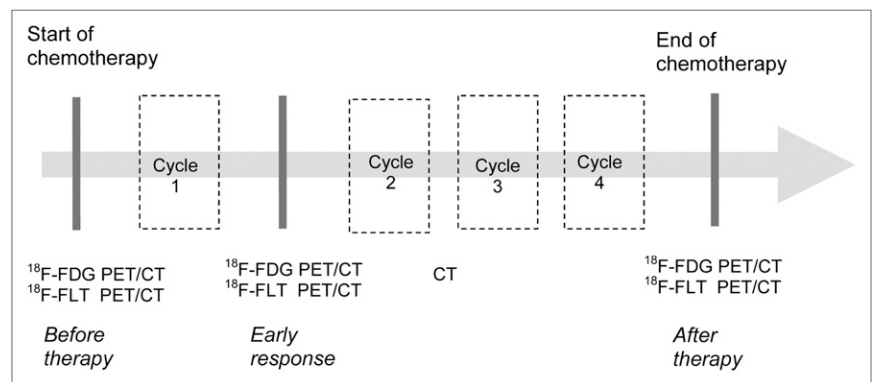 Start of
chemotherapy
End of
chemotherapy
Cycle
1
Cycle
2
Cycle
3
Cycle
4
¹⁸F-FDG PET/CT
¹⁸F-FLT PET/CT
¹⁸F-FDG PET/CT
¹⁸F-FLT PET/CT
CT
¹⁸F-FDG PET/CT
¹⁸F-FLT PET/CT
Before
therapy
Early
response
After
therapy